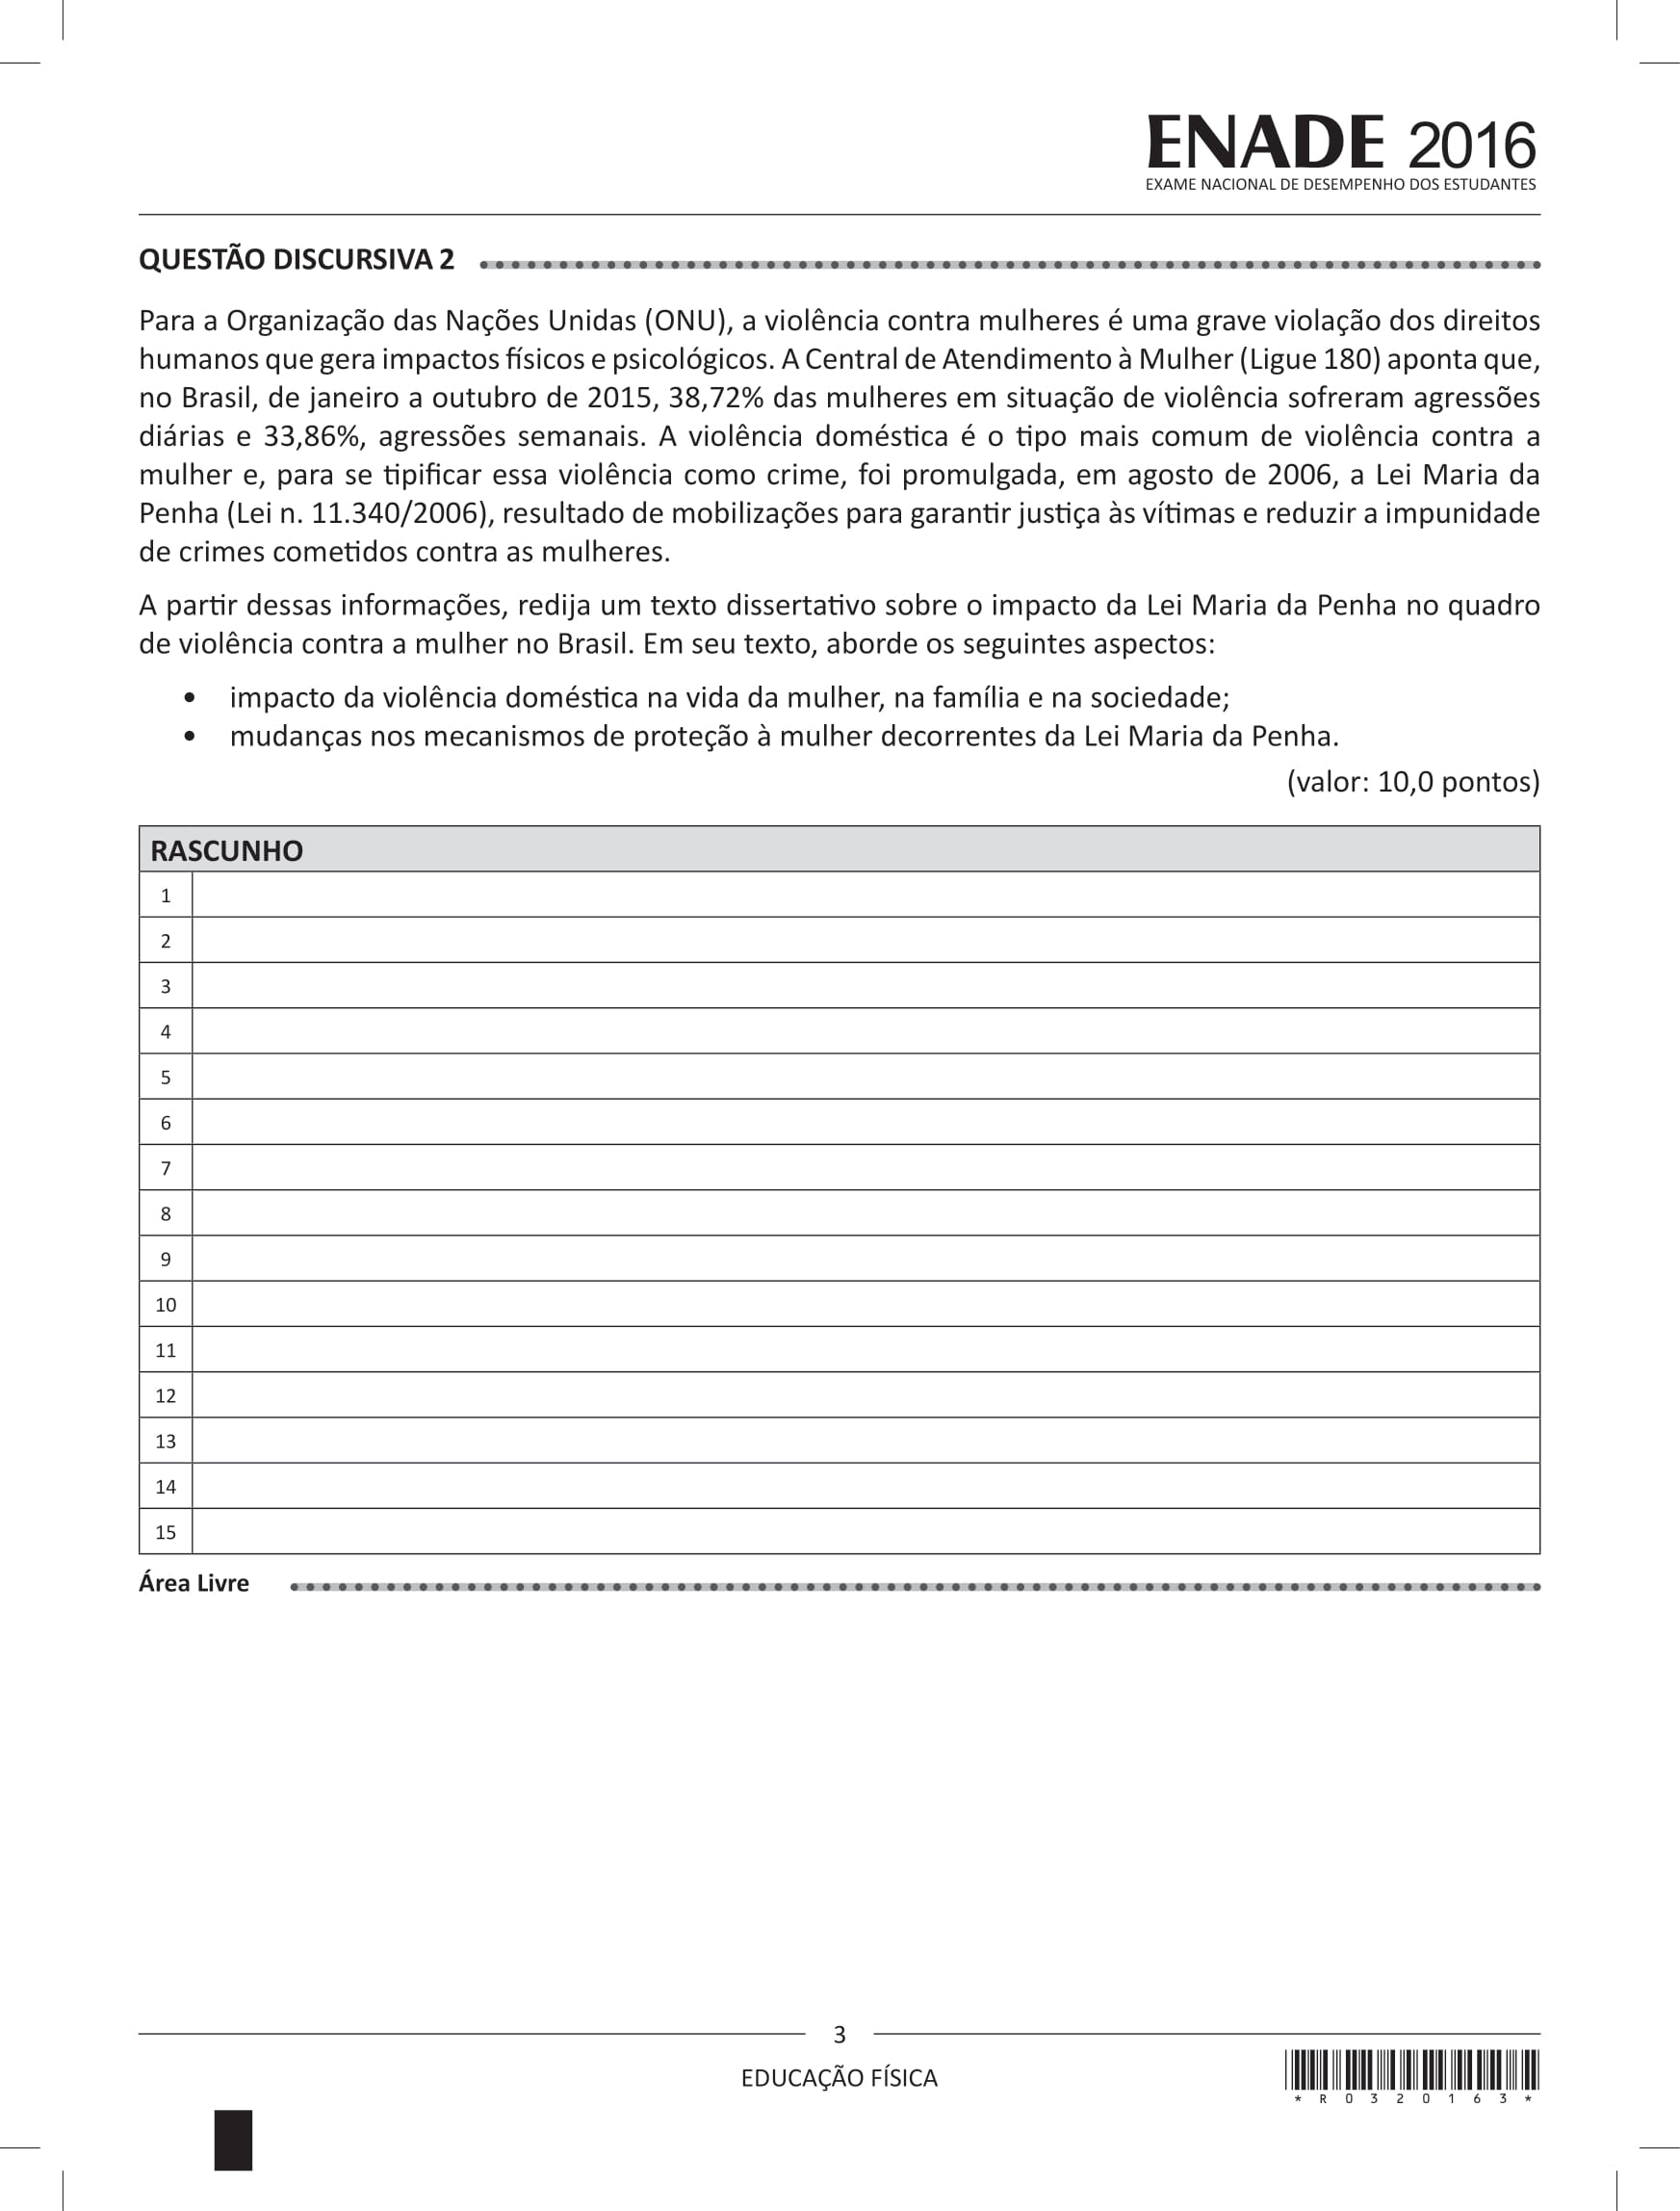 ENADE 2016
EXAME NACIONAL DE DESEMPENHO DOS ESTUDANTES
QUESTÃO DISCURSIVA 2
Para a Organização das Nações Unidas (ONU), a violência contra mulheres é uma grave violação dos direitos
humanos que gera impactos físicos e psicológicos. A Central de Atendimento à Mulher (Ligue 180) aponta que,
no Brasil, de janeiro a outubro de 2015, 38,72% das mulheres em situação de violência sofreram agressões
diárias e 33,86%, agressões semanais. A violência doméstica é o tipo mais comum de violência contra a
mulher e, para se tipificar essa violência como crime, foi promulgada, em agosto de 2006, a Lei Maria da
Penha (Lei n. 11.340/2006), resultado de mobilizações para garantir justiça às vítimas e reduzir a impunidade
de crimes cometidos contra as mulheres.
A partir dessas informações, redija um texto dissertativo sobre o impacto da Lei Maria da Penha no quadro
de violência contra a mulher no Brasil. Em seu texto, aborde os seguintes aspectos:
• impacto da violência doméstica na vida da mulher, na família e na sociedade;
• mudanças nos mecanismos de proteção à mulher decorrentes da Lei Maria da Penha.
(valor: 10,0 pontos)
RASCUNHO
1
2
3
4
5
6
7
8
9
10
11
12
13
14
15
Área Livre
3
EDUCAÇÃO FÍSICA
* R 0 3 2 0 1 6 3 *